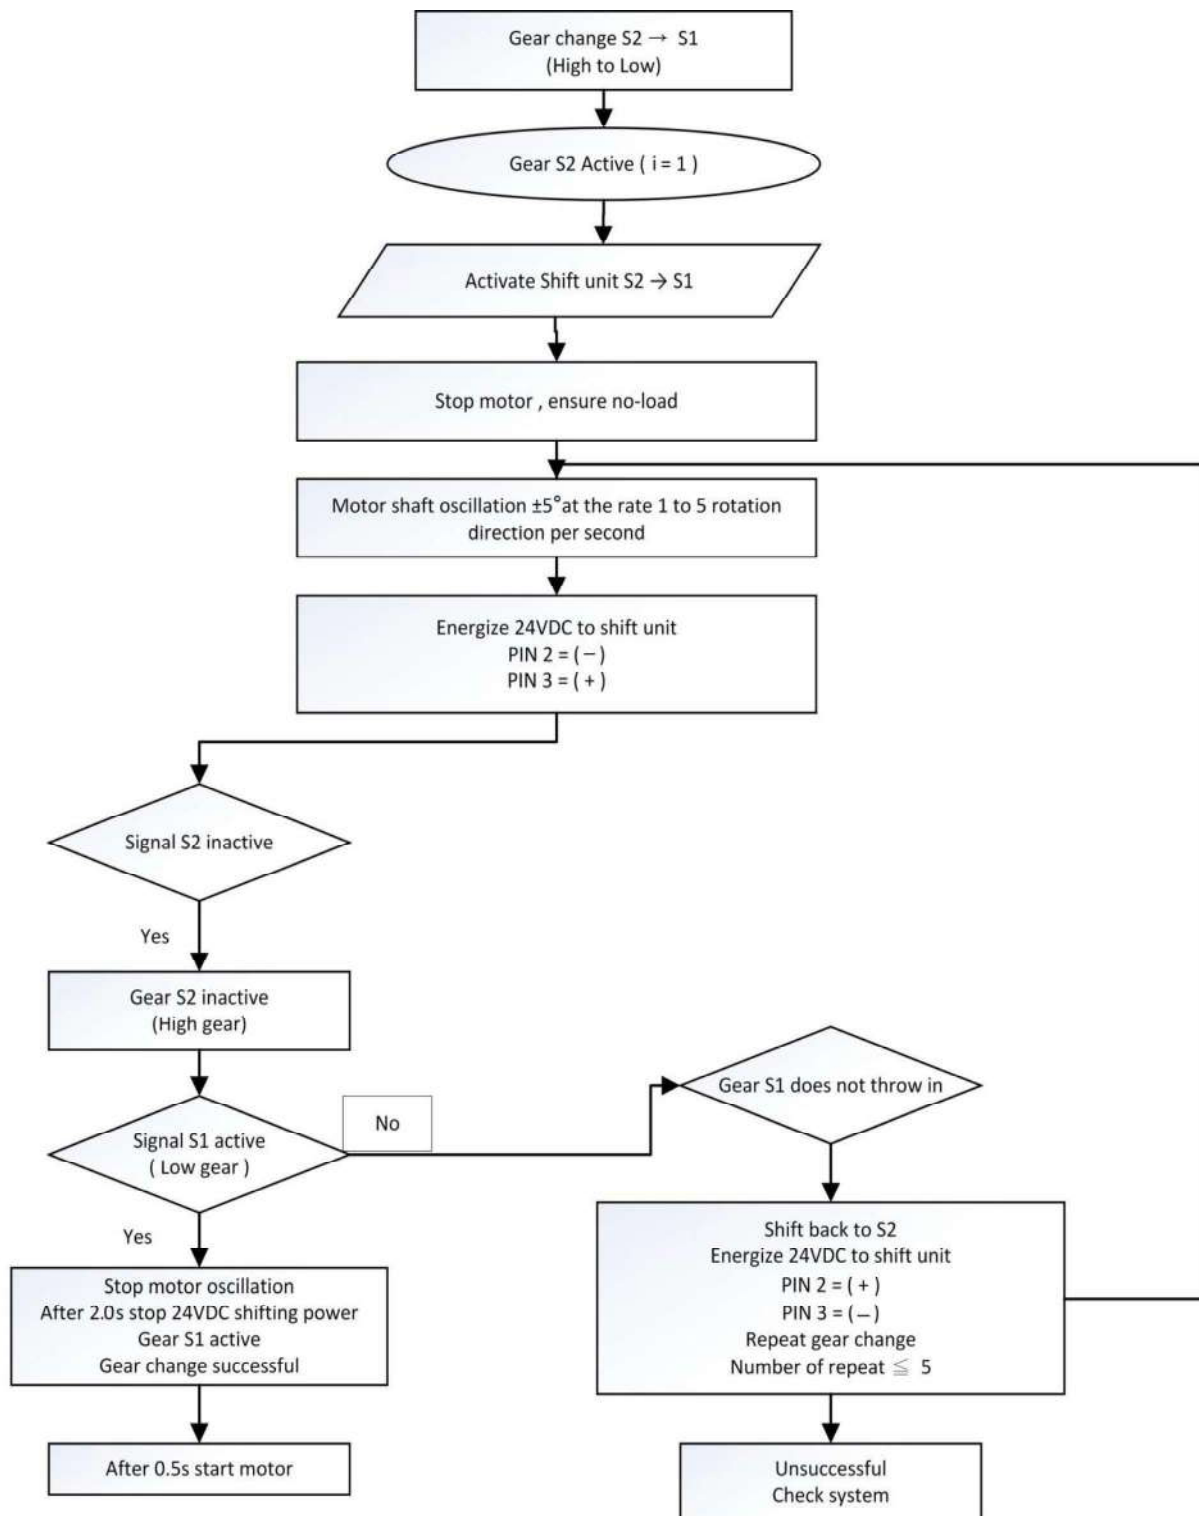 Gear change S2 → S1
(High to Low)
Gear S2 Active ( i = 1 )
Activate Shift unit S2 → S1
Stop motor , ensure no-load
Motor shaft oscillation ±5°at the rate 1 to 5 rotation
direction per second
Energize 24VDC to shift unit
PIN 2 = ( − )
PIN 3 = ( + )
Signal S2 inactive
Yes
Gear S2 inactive
(High gear)
Signal S1 active
( Low gear )
No
Gear S1 does not throw in
Yes
Stop motor oscillation
After 2.0s stop 24VDC shifting power
Gear S1 active
Gear change successful
After 0.5s start motor
Shift back to S2
Energize 24VDC to shift unit
PIN 2 = ( + )
PIN 3 = ( − )
Repeat gear change
Number of repeat ≦ 5
Unsuccessful
Check system